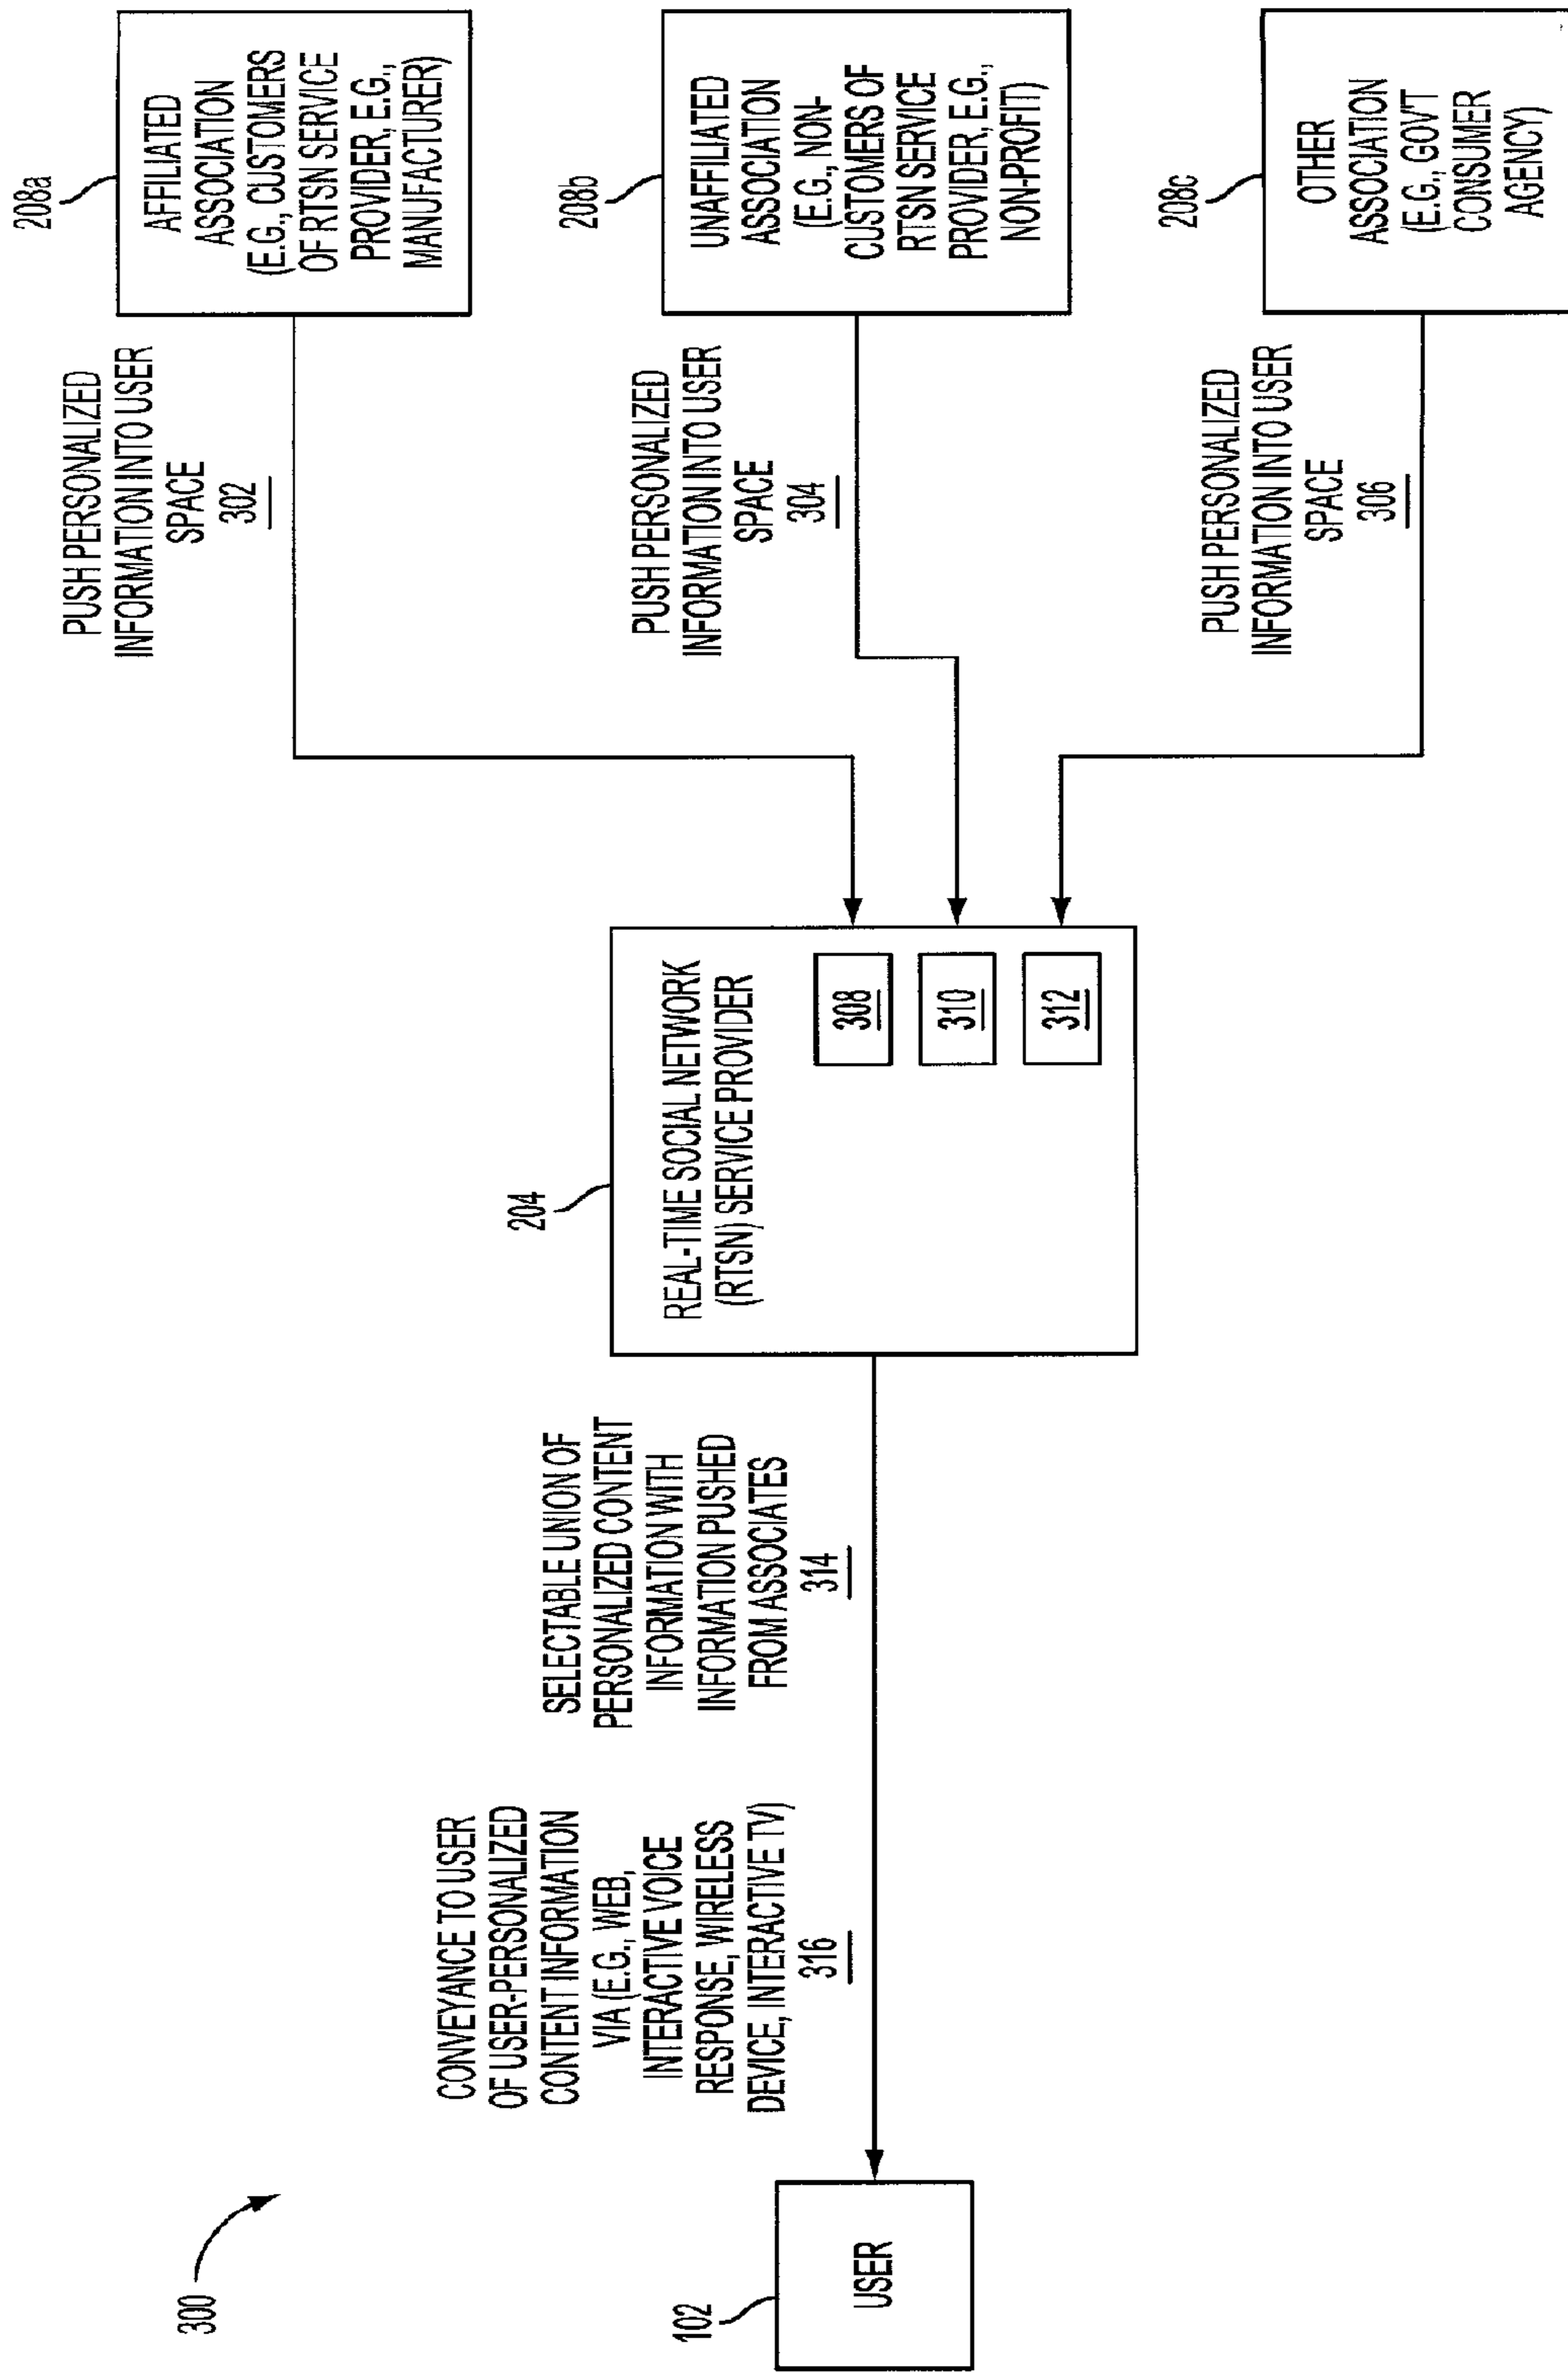 300
102
USER
CONVEYANCE TO USER
OF USER-PERSONALIZED
CONTENT INFORMATION
VIA (E.G., WEB,
INTERACTIVE VOICE
RESPONSE, WIRELESS
DEVICE, INTERACTIVE TV)
316
SELECTABLE UNION OF
PERSONALIZED CONTENT
INFORMATION WITH
INFORMATION PUSHED
FROM ASSOCIATES
314
204
REAL-TIME SOCIAL NETWORK
(RTSN) SERVICE PROVIDER
308
310
312
PUSH PERSONALIZED
INFORMATION INTO USER
SPACE
302
PUSH PERSONALIZED
INFORMATION INTO USER
SPACE
304
PUSH PERSONALIZED
INFORMATION INTO USER
SPACE
306
208a
AFFILIATED
ASSOCIATION
(E.G., CUSTOMERS
OF RTSN SERVICE
PROVIDER, E.G.,
MANUFACTURER)
208b
UNAFFILIATED
ASSOCIATION
(E.G., NON-
CUSTOMERS OF
RTSN SERVICE
PROVIDER, E.G.,
NON-PROFIT)
208c
OTHER
ASSOCIATION
(E.G., GOV'T
CONSUMER
AGENCY)